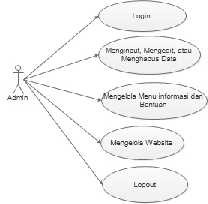 Login
Menginput, Mengedit, atau
Menghapus Data
Admin
Mengelola Menu Informasi dan
Bantuan
Mengelola Website
Logout